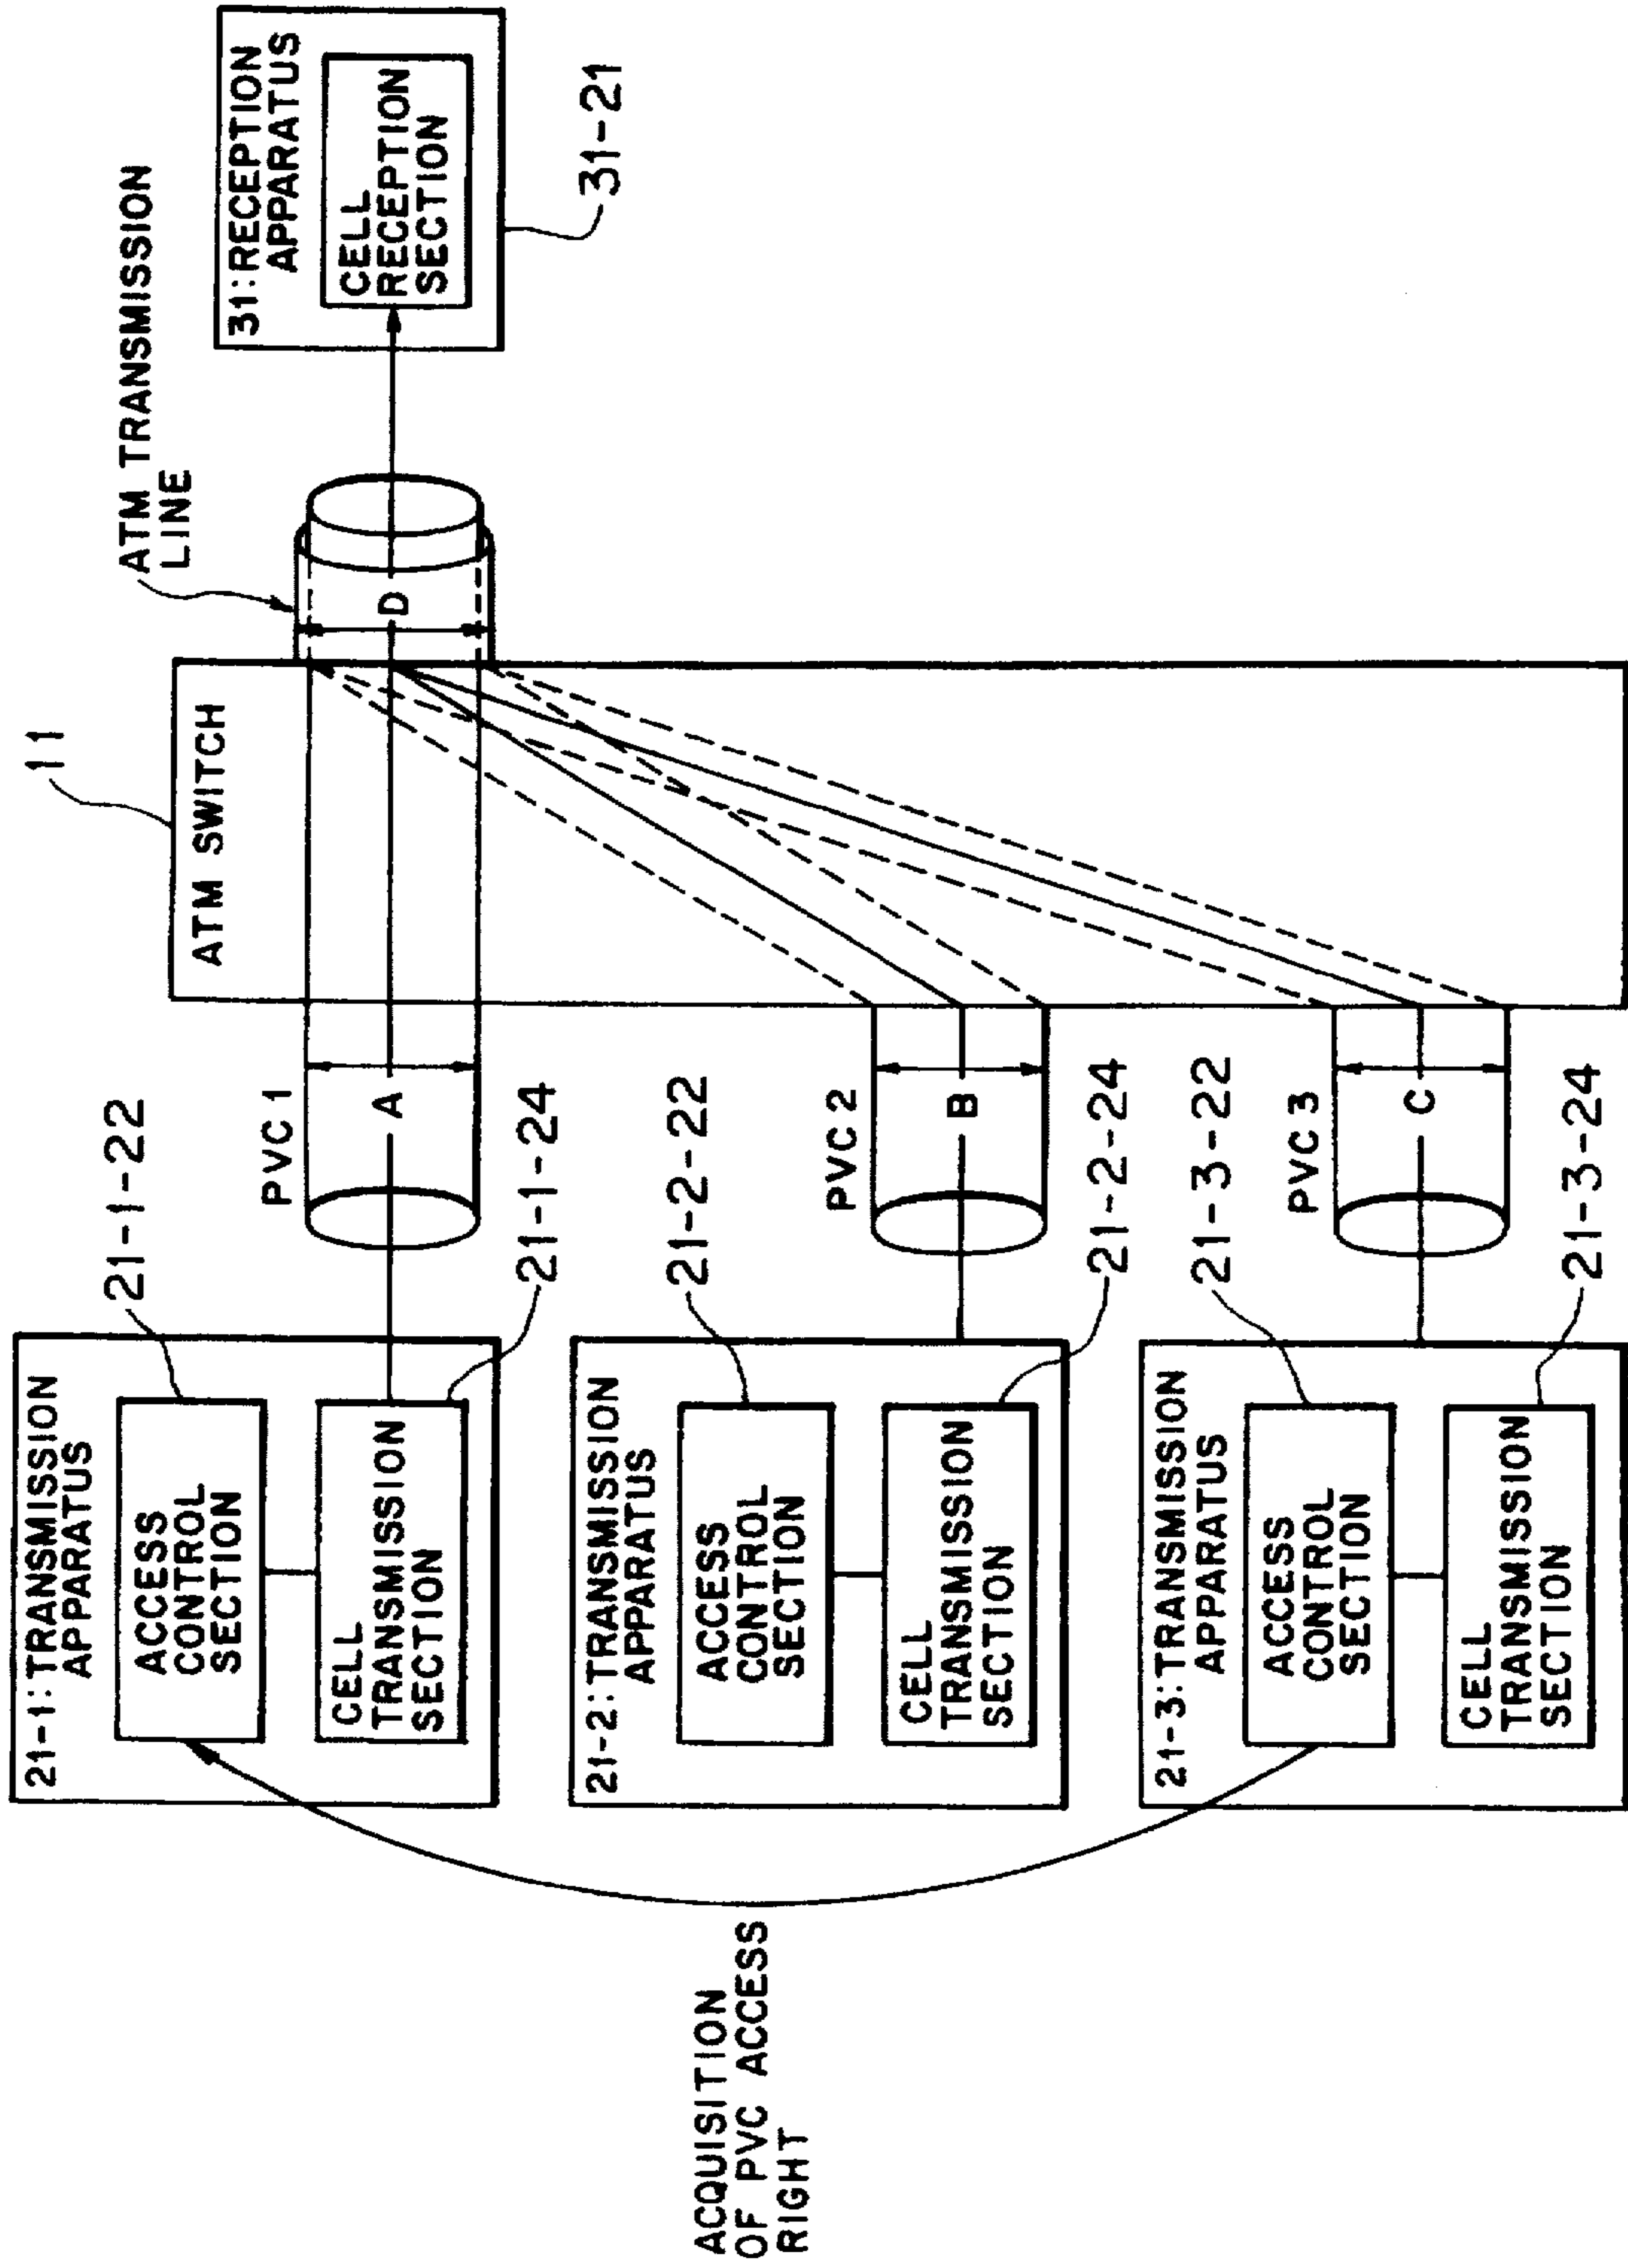 21-1:TRANSMISSION
APPARATUS
ACCESS
CONTROL
SECTION
CELL
TRANSMISSION
SECTION
21-1-22
21-1-24
PVC 1
A
11
ATM SWITCH
ATM TRANSMISSION
LINE
D
31:RECEPTION
APPARATUS
CELL
RECEPTION
SECTION
31-21
ACQUISITION
OF PVC ACCESS
RIGHT
21-2:TRANSMISSION
APPARATUS
ACCESS
CONTROL
SECTION
CELL
TRANSMISSION
SECTION
21-2-22
21-2-24
PVC 2
B
21-3:TRANSMISSION
APPARATUS
ACCESS
CONTROL
SECTION
CELL
TRANSMISSION
SECTION
21-3-22
21-3-24
PVC 3
C